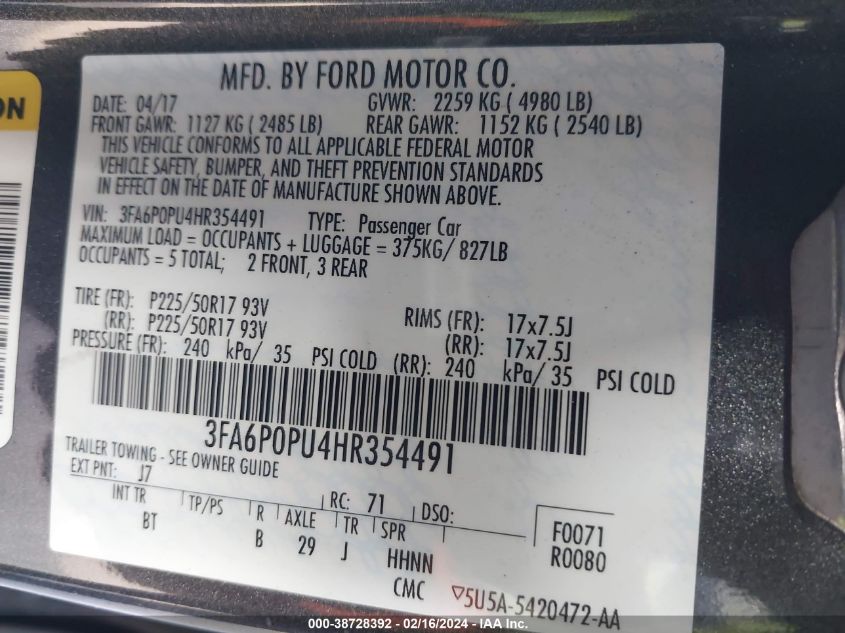 ON
MFD. BY FORD MOTOR CO.
DATE: 04/17 GVWR: 2259 KG ( 4980 LB)
FRONT GAWR: 1127 KG ( 2485 LB) REAR GAWR: 1152 KG ( 2540 LB)
THIS VEHICLE CONFORMS TO ALL APPLICABLE FEDERAL MOTOR
VEHICLE SAFETY, BUMPER, AND THEFT PREVENTION STANDARDS
IN EFFECT ON THE DATE OF MANUFACTURE SHOWN ABOVE.
VIN: 3FA6P0PU4HR354491 TYPE: Passenger Car
MAXIMUM LOAD = OCCUPANTS + LUGGAGE = 375KG/ 827LB
OCCUPANTS = 5 TOTAL; 2 FRONT, 3 REAR
TIRE (FR): P225/50R17 93V RIMS (FR): 17x7.5J
(RR): P225/50R17 93V (RR): 17x7.5J
PRESSURE (FR): 240 kPa/ 35 PSI COLD (RR): 240 kPa/ 35 PSI COLD
3FA6P0PU4HR354491
TRAILER TOWING - SEE OWNER GUIDE
EXT PNT: J7 RC: 71 DSO:
INT TR TP/PS R AXLE TR SPR F0071
BT B 29 J HHNN R0080
CMC ▽5U5A-5420472-AA
000-38728392 - 02/16/2024 - IAAI.com